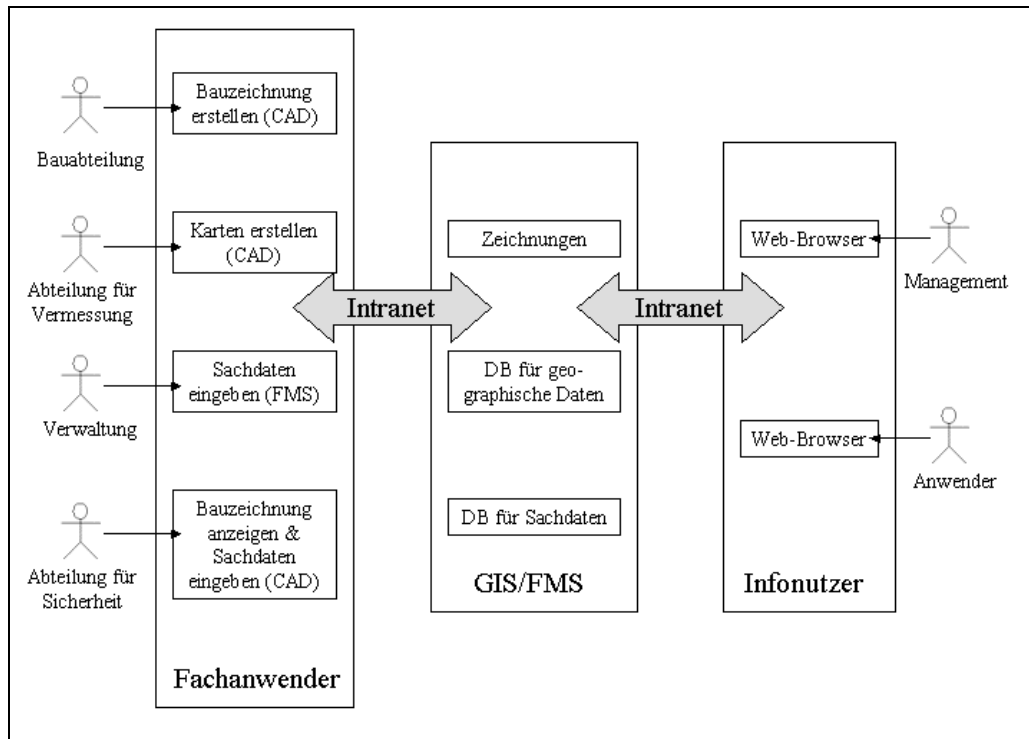 Bauzeichnung
erstellen (CAD)
Bauabteilung
Karten erstellen
(CAD)
Abteilung für
Vermessung
Sachdaten
eingeben (FMS)
Verwaltung
Bauzeichnung
anzeigen &
Sachdaten
eingeben (CAD)
Abteilung für
Sicherheit
Fachanwender
Intranet
Zeichnungen
DB für geo-
graphische Daten
DB für Sachdaten
GIS/FMS
Intranet
Web-Browser
Management
Web-Browser
Anwender
Infonutzer